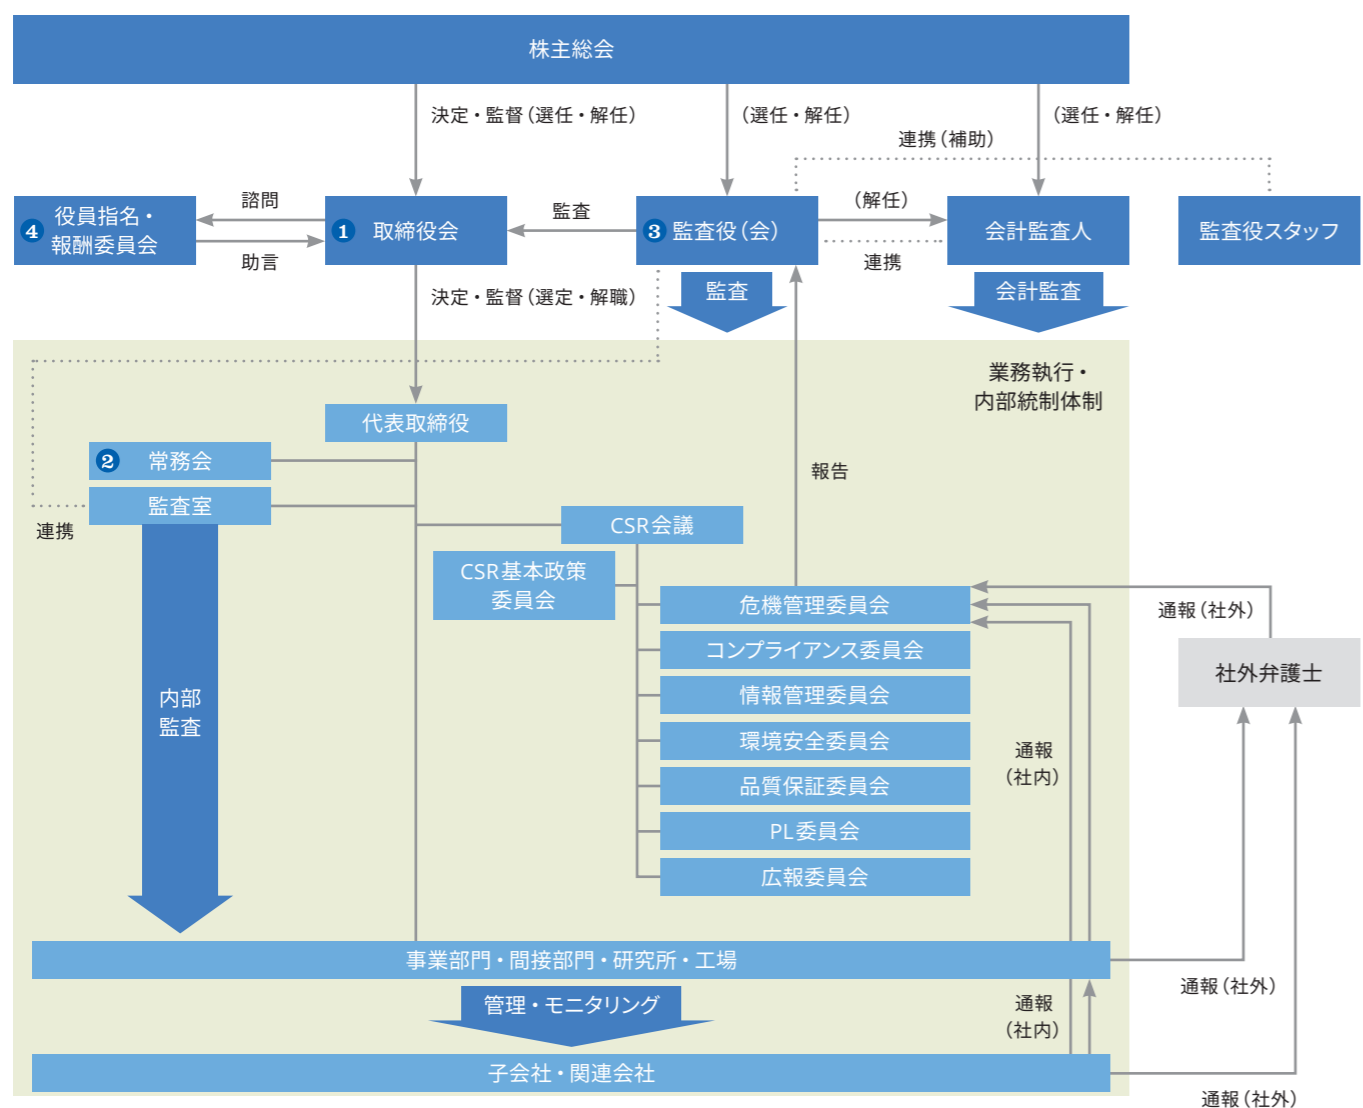 株主総会
決定・監督（選任・解任）
（選任・解任）
（選任・解任）
連携（補助）
4 役員指名・
報酬委員会
諮問
助言
1 取締役会
監査
3 監査役（会）
（解任）
連携
会計監査人
監査役スタッフ
決定・監督（選定・解職）
監査
会計監査
業務執行・
内部統制体制
代表取締役
2 常務会
監査室
連携
報告
CSR会議
CSR基本政策
委員会
危機管理委員会
コンプライアンス委員会
情報管理委員会
環境安全委員会
品質保証委員会
PL委員会
広報委員会
通報（社外）
社外弁護士
内部
監査
通報
（社内）
事業部門・間接部門・研究所・工場
通報（社外）
管理・モニタリング
通報
（社内）
子会社・関連会社
通報（社外）